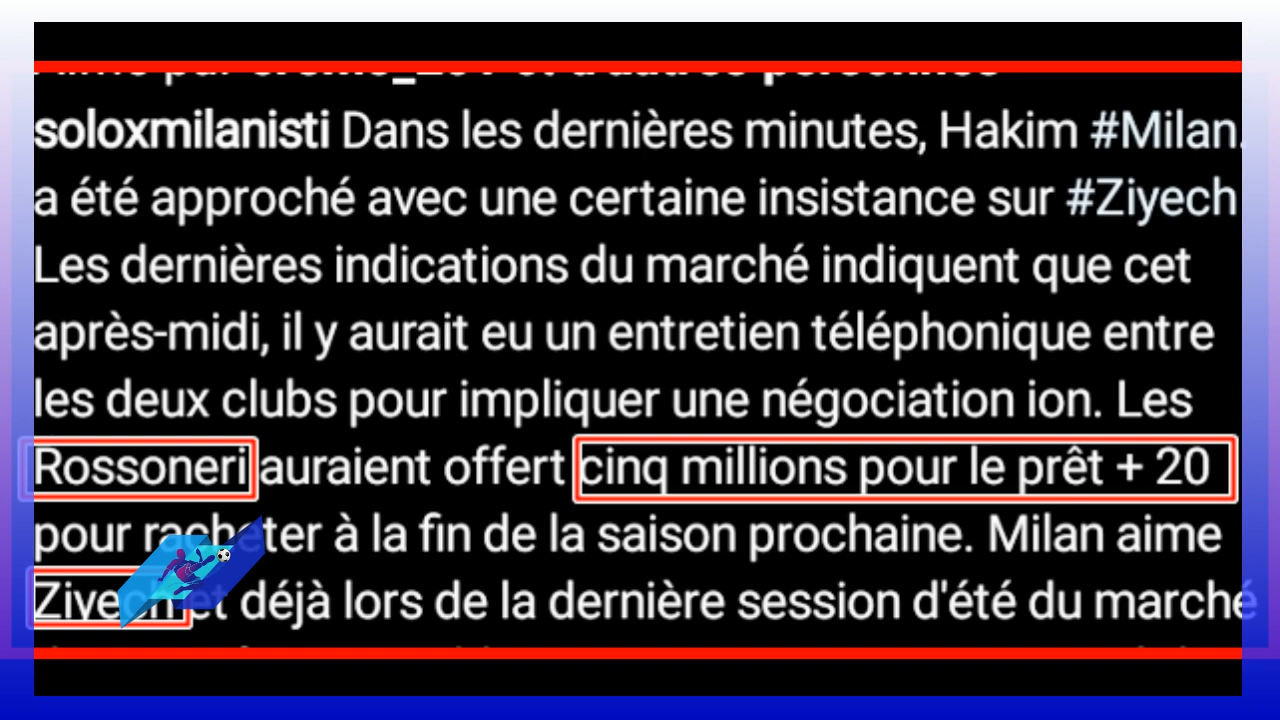 soloxmilanisti Dans les dernières minutes, Hakim #Milan.
a été approché avec une certaine insistance sur #Ziyech
Les dernières indications du marché indiquent que cet
après-midi, il y aurait eu un entretien téléphonique entre
les deux clubs pour impliquer une négociation ion. Les
Rossoneri auraient offert cinq millions pour le prêt + 20
pour racheter à la fin de la saison prochaine. Milan aime
Ziyech et déjà lors de la dernière session d'été du marché